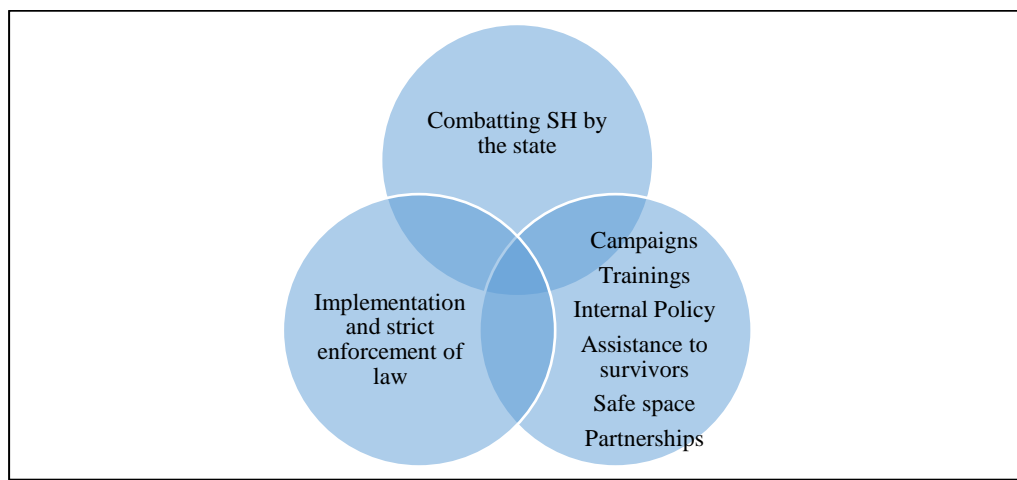 Combatting SH by
the state
Implementation
and strict
enforcement of
law
Campaigns
Trainings
Internal Policy
Assistance to
survivors
Safe space
Partnerships